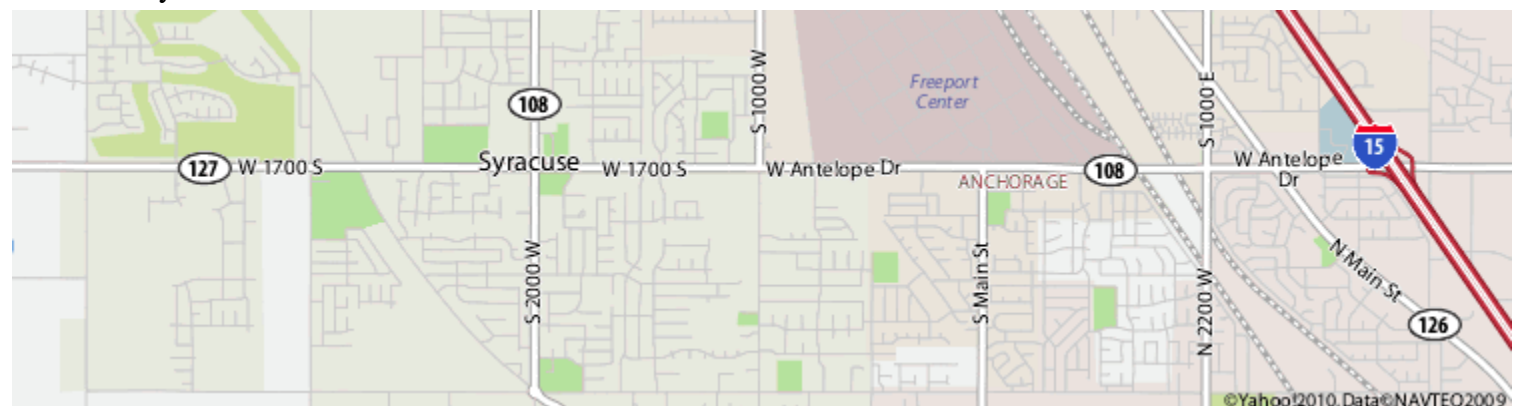 Freeport
Center
108
S 1000 W
S 1000 E
15
127
W 1700 S
Syracuse
W 1700 S
W Antelope Dr
ANCHORAGE
108
W Antelope
Dr
S 2000 W
S Main St
N 2200 W
N Main St
126
©Yahoo!2010, Data©NAVTEQ2009